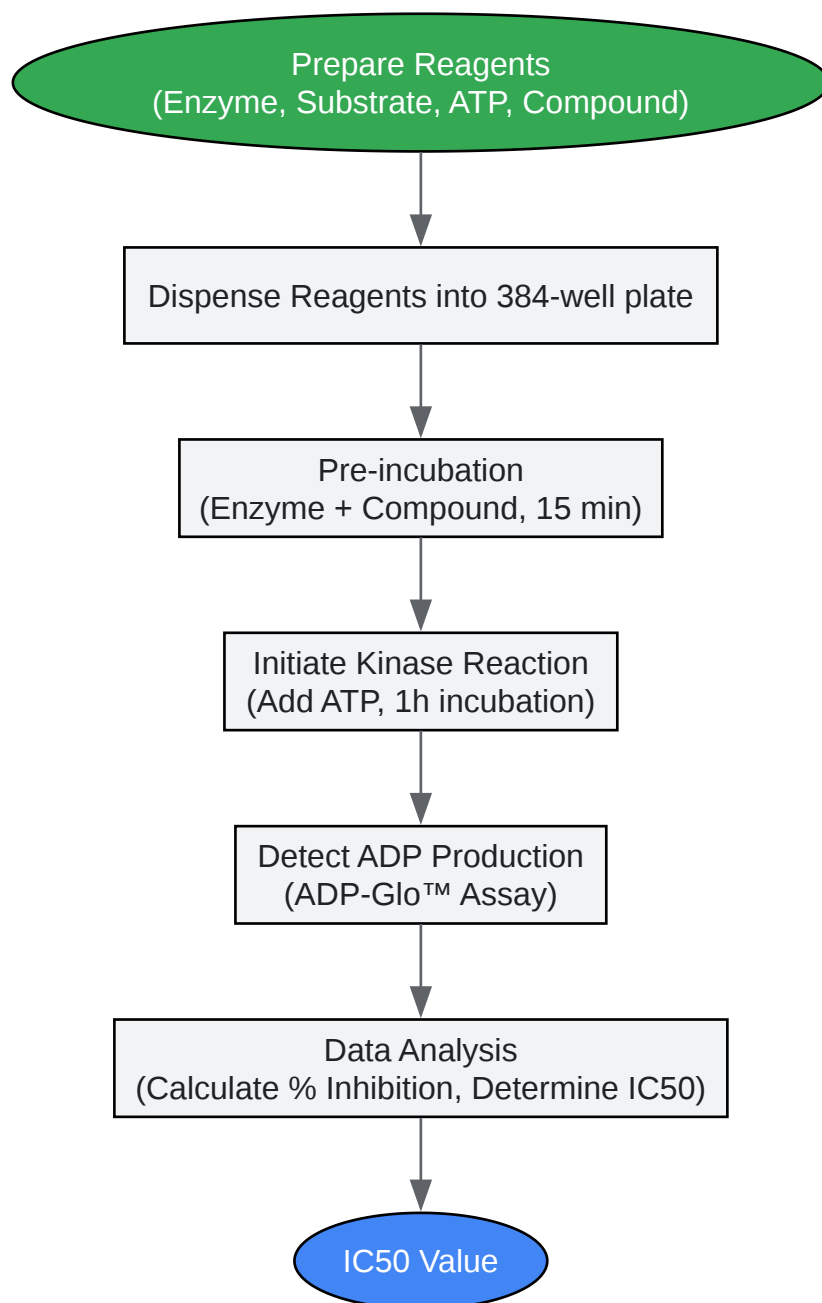 Prepare Reagents
(Enzyme, Substrate, ATP, Compound)
Dispense Reagents into 384-well plate
Pre-incubation
(Enzyme + Compound, 15 min)
Initiate Kinase Reaction
(Add ATP, 1h incubation)
Detect ADP Production
(ADP-Glo™ Assay)
Data Analysis
(Calculate % Inhibition, Determine IC50)
IC50 Value